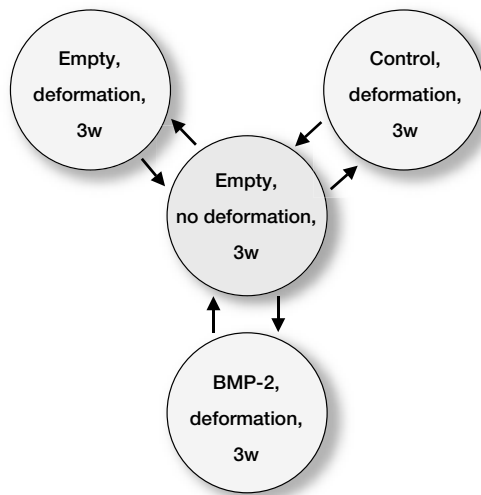 Empty,
deformation,
3w
Control,
deformation,
3w
Empty,
no deformation,
3w
BMP-2,
deformation,
3w